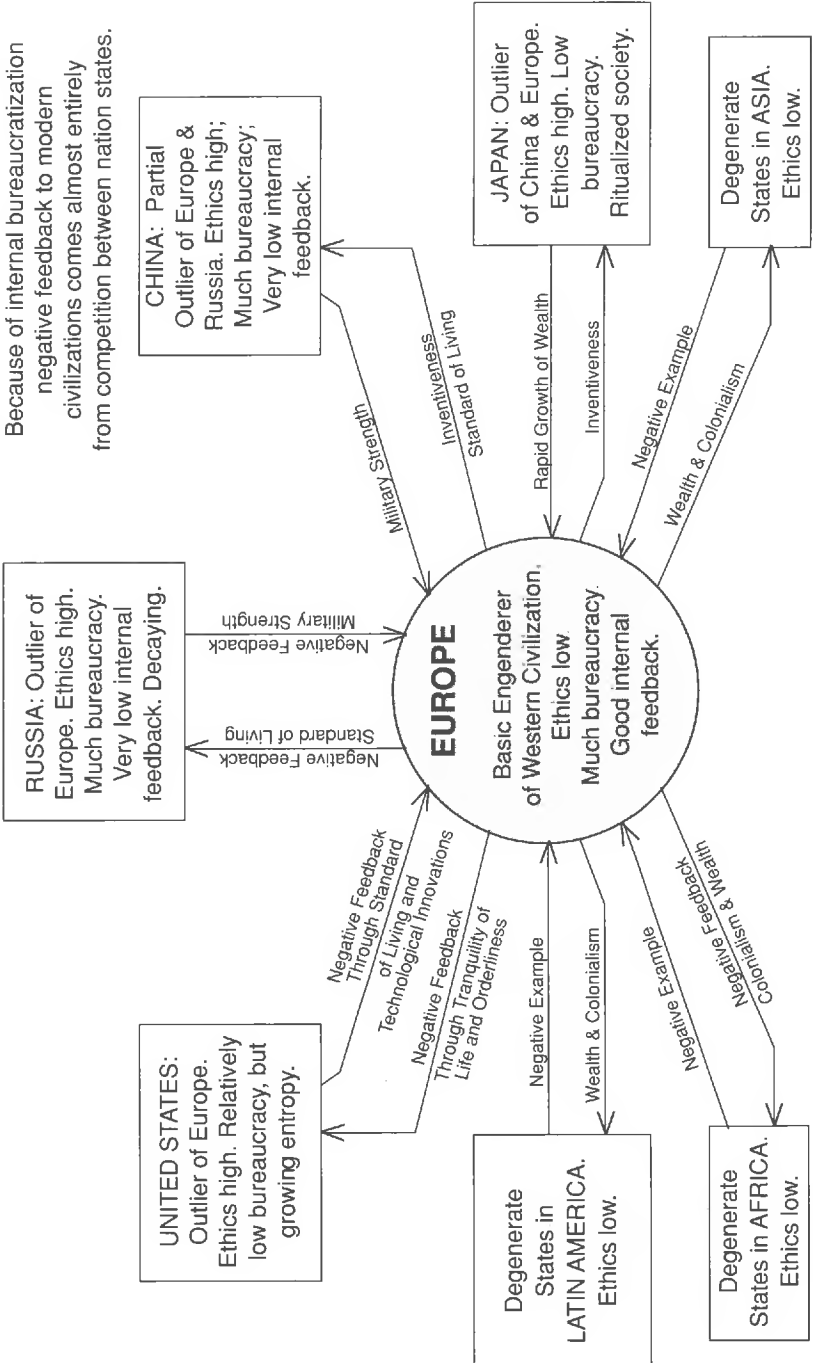 Because of internal bureaucratization
negative feedback to modern
civilizations comes almost entirely
from competition between nation states.
UNITED STATES:
Outlier of Europe.
Ethics high. Relatively
low bureaucracy, but
growing entropy.
RUSSIA: Outlier of
Europe. Ethics high.
Much bureaucracy.
Very low internal
feedback. Decaying.
CHINA: Partial
Outlier of Europe &
Russia. Ethics high;
Much bureaucracy;
Very low internal
feedback.
Negative Feedback
Through Standard
of Living and
Technological Innovations
Negative Feedback
Through Tranquility of
Life and Orderliness
Negative Feedback
Standard of Living
Negative Feedback
Military Strength
Military Strength
Inventiveness
Standard of Living
EUROPE
Basic Engenderer
of Western Civilization.
Ethics low.
Much bureaucracy.
Good internal
feedback.
Degenerate
States in
LATIN AMERICA.
Ethics low.
Negative Example
Wealth & Colonialism
Rapid Growth of Wealth
Inventiveness
JAPAN: Outlier
of China & Europe.
Ethics high. Low
bureaucracy.
Ritualized society.
Degenerate
States in AFRICA.
Ethics low.
Negative Example
Negative Feedback
Colonialism & Wealth
Negative Example
Wealth & Colonialism
Degenerate
States in ASIA.
Ethics low.